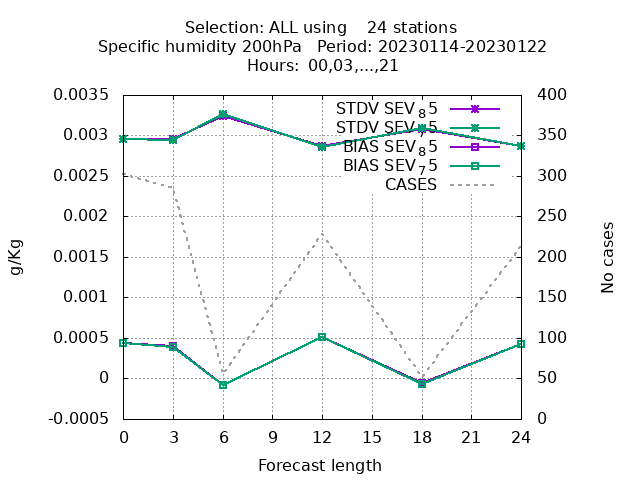 Selection: ALL using    24 stations
Specific humidity 200hPa   Period: 20230114-20230122
Hours:  00,03,...,21
0.0035
0.003
0.0025
0.002
0.0015
0.001
0.0005
0
-0.0005
g/Kg
STDV SEV85
STDV SEV75
BIAS SEV85
BIAS SEV75
CASES
400
350
300
250
200
150
100
50
0
No cases
0 3 6 9 12 15 18 21 24
Forecast length